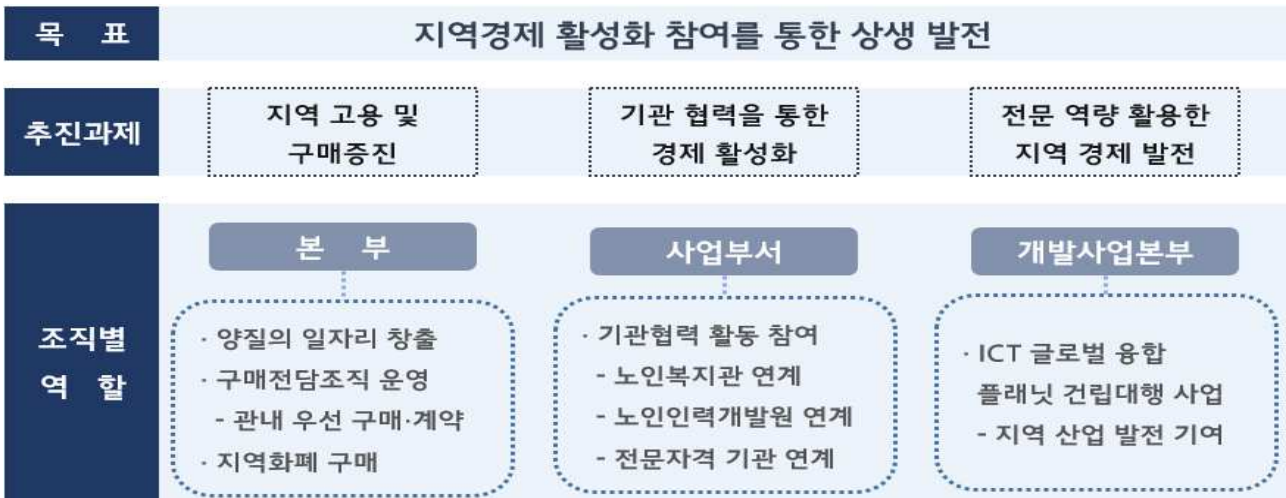 목 표
지역경제 활성화 참여를 통한 상생 발전
추진과제
지역 고용 및
구매증진
기관 협력을 통한
경제 활성화
전문 역량 활용한
지역 경제 발전
조직별
역 할
본 부
· 양질의 일자리 창출
· 구매전담조직 운영
- 관내 우선 구매·계약
· 지역화폐 구매
사업부서
· 기관협력 활동 참여
- 노인복지관 연계
- 노인인력개발원 연계
- 전문자격 기관 연계
개발사업본부
· ICT 글로벌 융합
플래닛 건립대행 사업
- 지역 산업 발전 기여